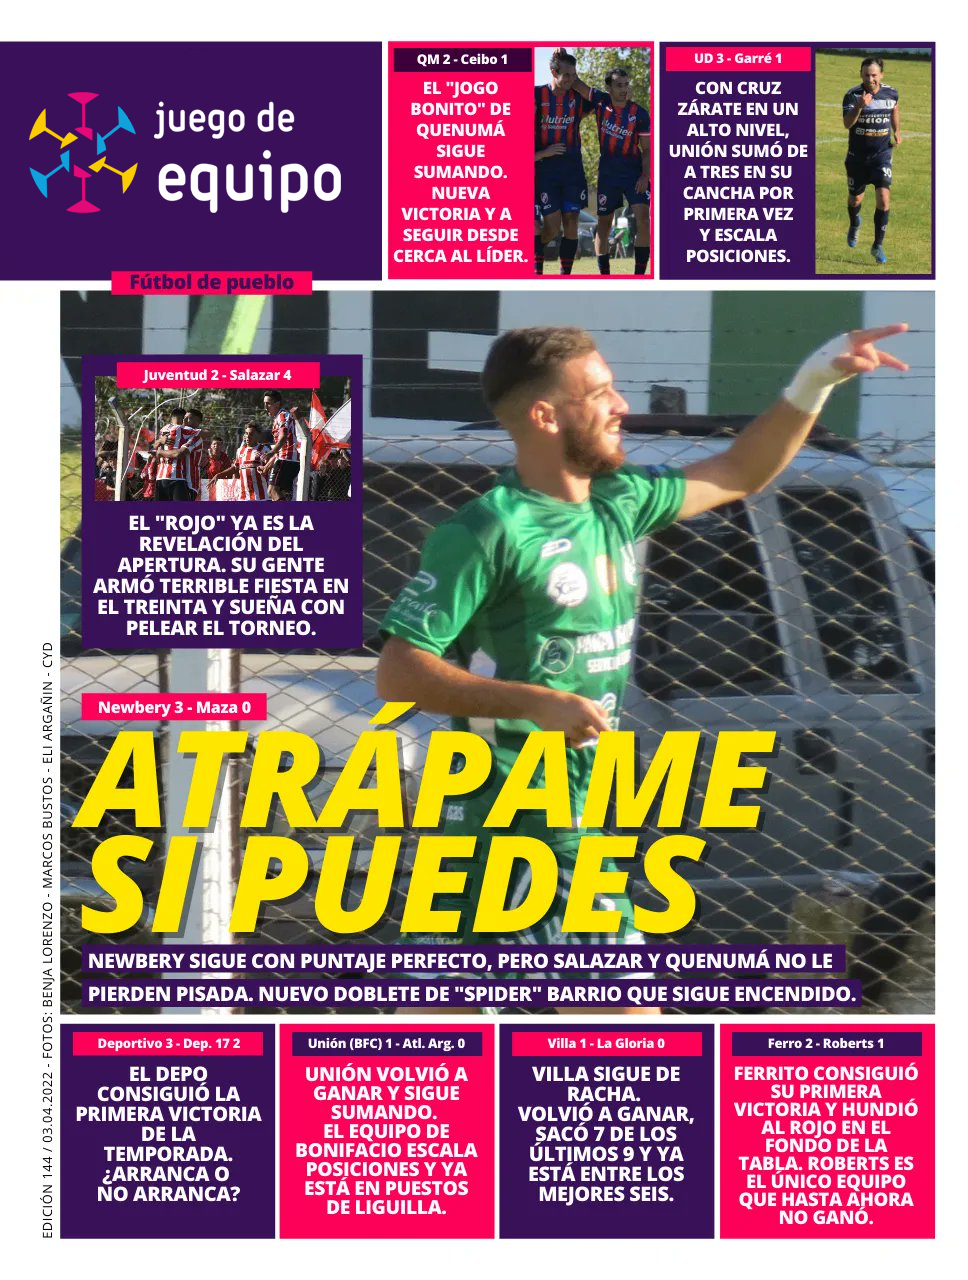 juego de
equipo
Fútbol de pueblo
QM 2 - Ceibo 1
EL "JOGO
BONITO" DE
QUENUMÁ
SIGUE
SUMANDO.
NUEVA
VICTORIA Y A
SEGUIR DESDE
CERCA AL LÍDER.
Nutrien
Ag Solutions
Nutrien
Ag Solutions
6
9
UD 3 - Garré 1
CON CRUZ
ZÁRATE EN UN
ALTO NIVEL,
UNIÓN SUMÓ DE
A TRES EN SU
CANCHA POR
PRIMERA VEZ
Y ESCALA
POSICIONES.
10
Juventud 2 - Salazar 4
EL "ROJO" YA ES LA
REVELACIÓN DEL
APERTURA. SU GENTE
ARMÓ TERRIBLE FIESTA EN
EL TREINTA Y SUEÑA CON
PELEAR EL TORNEO.
Newbery 3 - Maza 0
ATRÁPAME
SI PUEDES
NEWBERY SIGUE CON PUNTAJE PERFECTO, PERO SALAZAR Y QUENUMÁ NO LE
PIERDEN PISADA. NUEVO DOBLETE DE "SPIDER" BARRIO QUE SIGUE ENCENDIDO.
EDICIÓN 144 / 03.04.2022 - FOTOS: BENJA LORENZO - MARCOS BUSTOS - ELI ARGAÑIN - CYD
Deportivo 3 - Dep. 17 2
EL DEPO
CONSIGUIÓ LA
PRIMERA VICTORIA
DE LA
TEMPORADA.
¿ARRANCA O
NO ARRANCA?
Unión (BFC) 1 - Atl. Arg. 0
UNIÓN VOLVIÓ A
GANAR Y SIGUE
SUMANDO.
EL EQUIPO DE
BONIFACIO ESCALA
POSICIONES Y YA
ESTÁ EN PUESTOS
DE LIGUILLA.
Villa 1 - La Gloria 0
VILLA SIGUE DE
RACHA.
VOLVIÓ A GANAR,
SACÓ 7 DE LOS
ÚLTIMOS 9 Y YA
ESTÁ ENTRE LOS
MEJORES SEIS.
Ferro 2 - Roberts 1
FERRITO CONSIGUIÓ
SU PRIMERA
VICTORIA Y HUNDIÓ
AL ROJO EN EL
FONDO DE LA
TABLA. ROBERTS ES
EL ÚNICO EQUIPO
QUE HASTA AHORA
NO GANÓ.